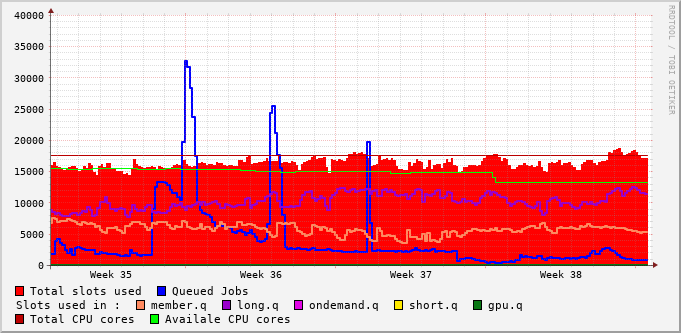 40000
35000
30000
25000
20000
15000
10000
5000
0
Week 35 Week 36 Week 37 Week 38
Total slots used Queued Jobs
Slots used in : member.q long.q ondemand.q short.q gpu.q
Total CPU cores Availale CPU cores
RRDTOOL / TOBI OETIKER